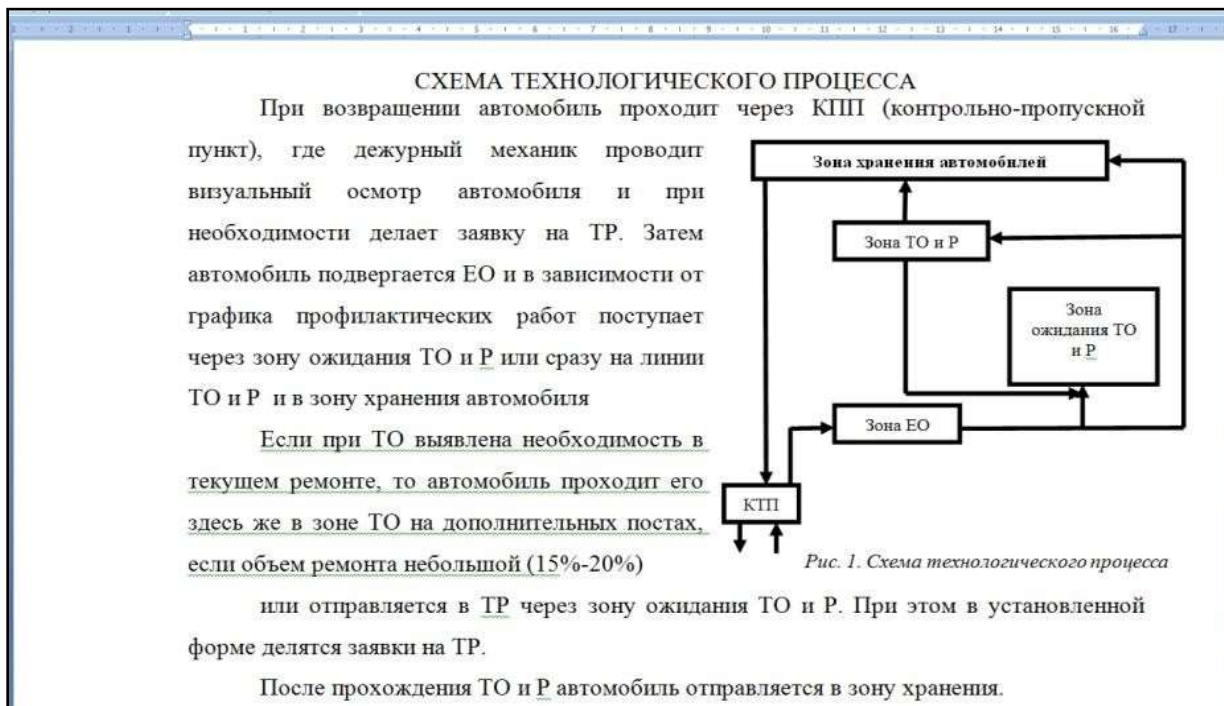 СХЕМА ТЕХНОЛОГИЧЕСКОГО ПРОЦЕССА
При возвращении автомобиль проходит через КПП (контрольно-пропускной
пункт), где дежурный механик проводит
визуальный осмотр автомобиля и при
необходимости делает заявку на ТР. Затем
автомобиль подвергается ЕО и в зависимости от
графика профилактических работ поступает
через зону ожидания ТО и Р или сразу на линии
ТО и Р и в зону хранения автомобиля
Если при ТО выявлена необходимость в
текущем ремонте, то автомобиль проходит его
здесь же в зоне ТО на дополнительных постах,
если объем ремонта небольшой (15%-20%)
Зона хранения автомобилей
Зона ТО и Р
Зона
ожидания ТО
и Р
Зона ЕО
КТП
Рис. 1. Схема технологического процесса
или отправляется в ТР через зону ожидания ТО и Р. При этом в установленной
форме делятся заявки на ТР.
После прохождения ТО и Р автомобиль отправляется в зону хранения.